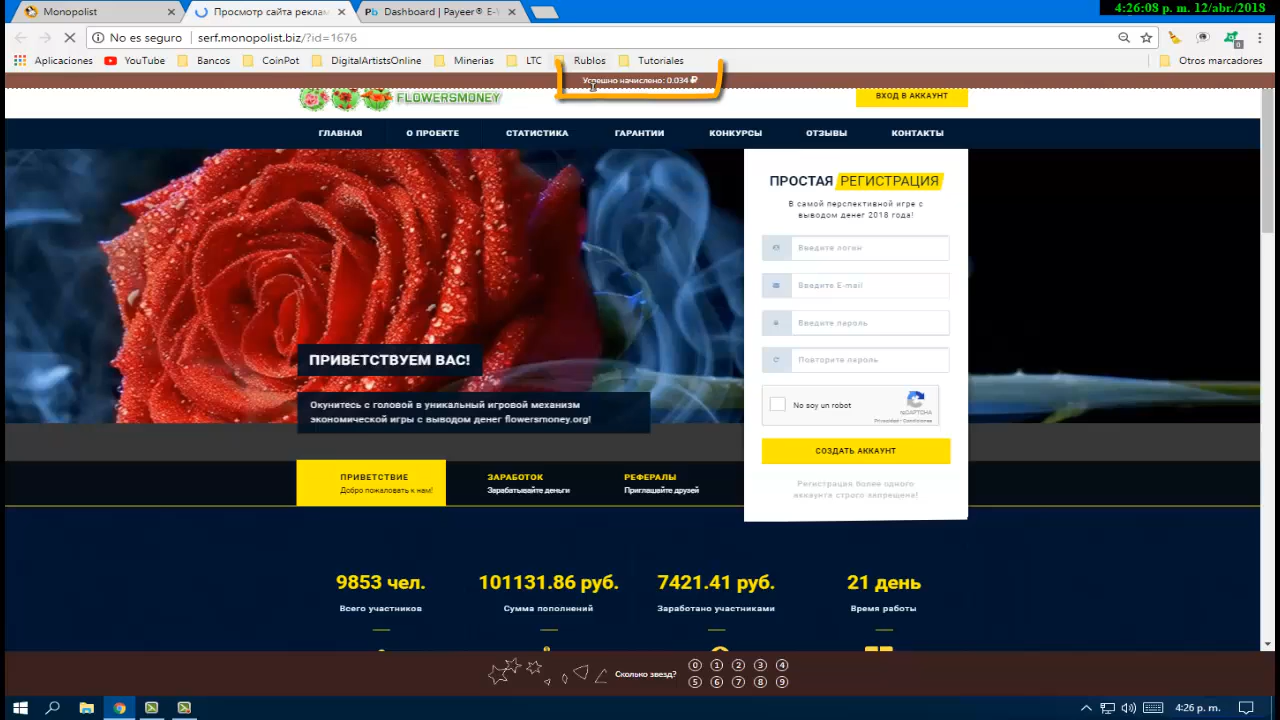 4:26:08 p. m. 12/abr./2018
Monopolist
Просмотр сайта реклам
Dashboard | Payeer® E-V
No es seguro
serf.monopolist.biz/?id=1676
Aplicaciones
YouTube
Bancos
CoinPot
DigitalArtistsOnline
Minerias
LTC
Rublos
Tutoriales
Otros marcadores
Успешно начислено: 0.034 ₽
FLOWERSMONEY
ВХОД В АККАУНТ
ГЛАВНАЯ
О ПРОЕКТЕ
СТАТИСТИКА
ГАРАНТИИ
КОНКУРСЫ
ОТЗЫВЫ
КОНТАКТЫ
ПРОСТАЯ РЕГИСТРАЦИЯ
В самой перспективной игре с
выводом денег 2018 года!
Введите логин
Введите E-mail
Введите пароль
Повторите пароль
No soy un robot
reCAPTCHA
Privacidad - Condiciones
СОЗДАТЬ АККАУНТ
Регистрация более одного
аккаунта строго запрещена!
ПРИВЕТСТВУЕМ ВАС!
Окунитесь с головой в уникальный игровой механизм
экономической игры с выводом денег flowersmoney.org!
ПРИВЕТСТВИЕ
Добро пожаловать к нам!
ЗАРАБОТОК
Зарабатывайте деньги
РЕФЕРАЛЫ
Приглашайте друзей
9853 чел.
101131.86 руб.
7421.41 руб.
21 день
Всего участников
Сумма пополнений
Заработано участниками
Время работы
Сколько звезд?
0 1 2 3 4
5 6 7 8 9
4:26 p. m.